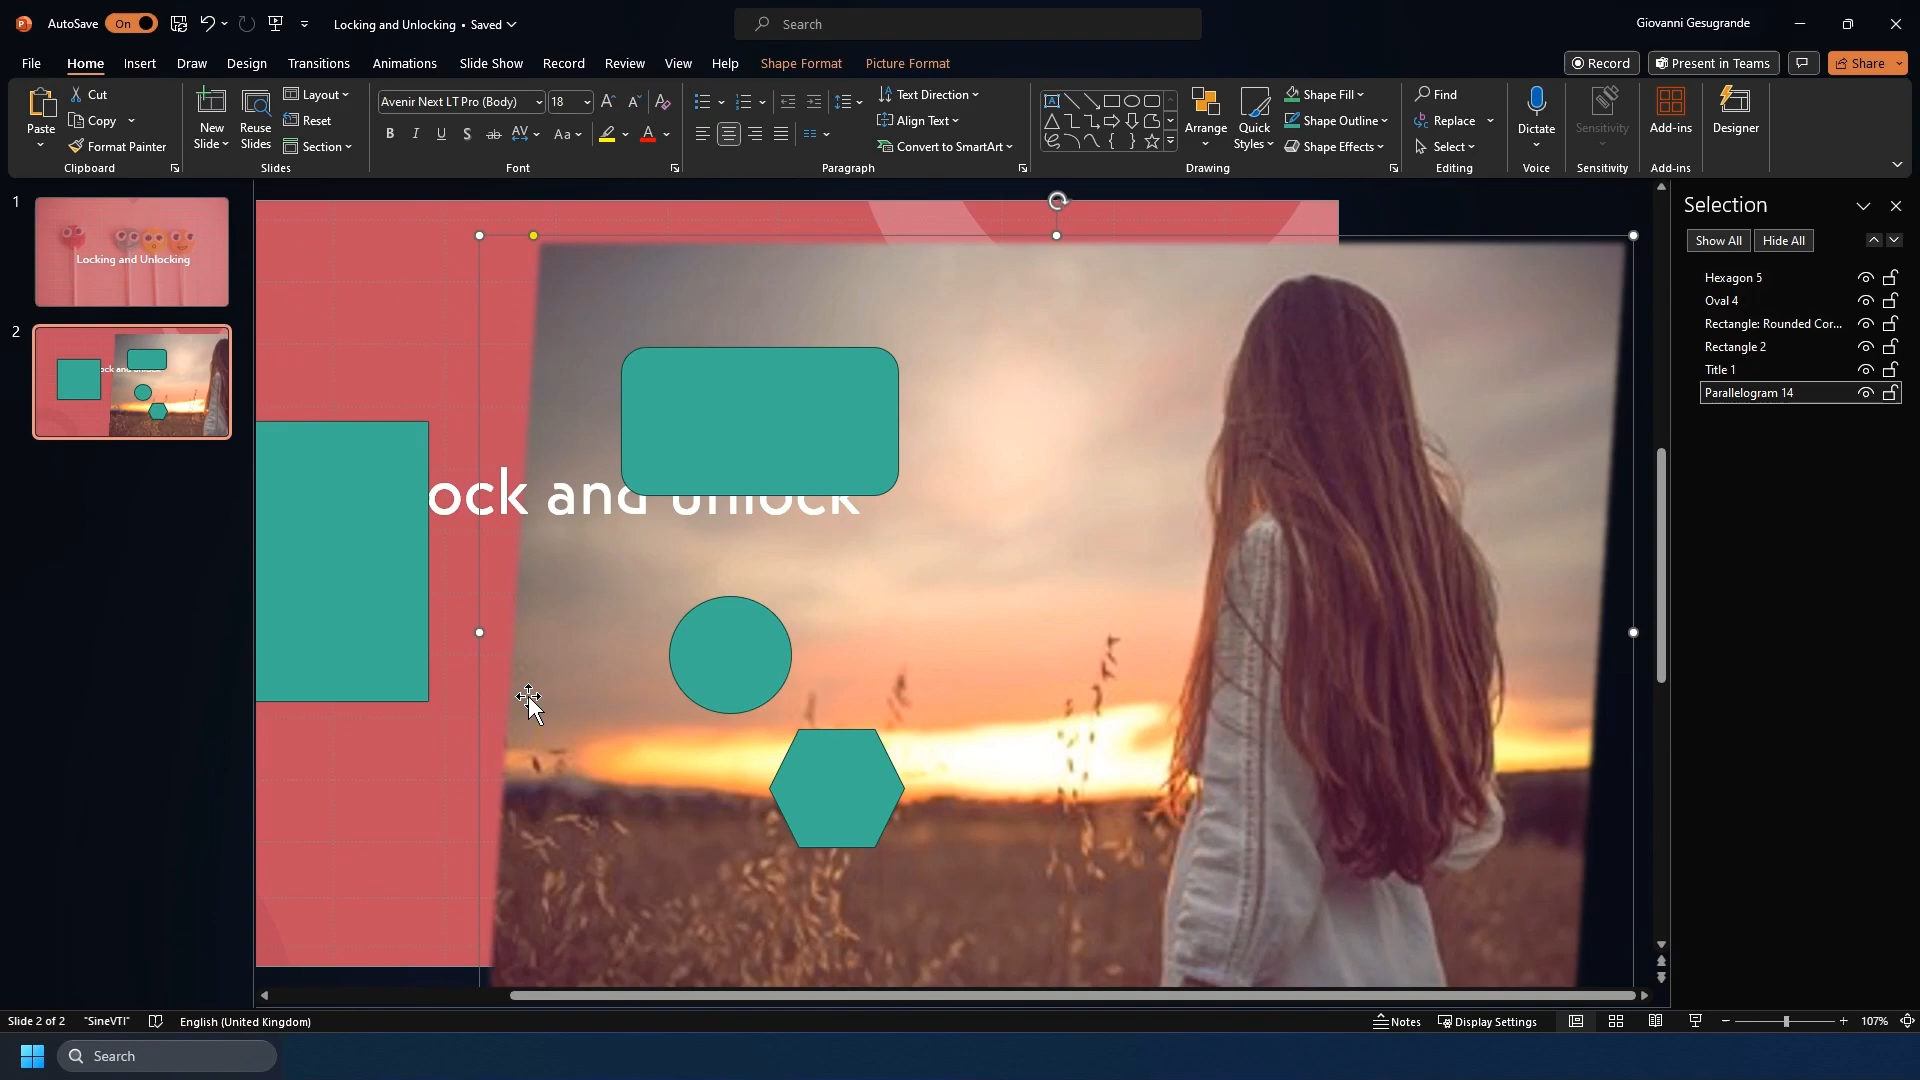 AutoSave On Locking and Unlocking • Saved Search Giovanni Gesugrande
File Home Insert Draw Design Transitions Animations Slide Show Record Review View Help Shape Format Picture Format Record Present in Teams Share
Paste Cut Copy Format Painter Clipboard
New Slide Reuse Slides Layout Reset Section Slides
Avenir Next LT Pro (Body) 18 Font
Text Direction Align Text Convert to SmartArt Paragraph
Arrange Quick Styles Shape Fill Shape Outline Shape Effects Drawing
Find Replace Select Editing
Dictate Voice
Sensitivity Sensitivity
Add-ins Add-ins
Designer
1
Locking and Unlocking
2
ock and unlock
ock and unlock
Selection
Show All Hide All
Hexagon 5
Oval 4
Rectangle: Rounded Cor...
Rectangle 2
Title 1
Parallelogram 14
Slide 2 of 2 "SineVTI" English (United Kingdom) Notes Display Settings 107%
Search